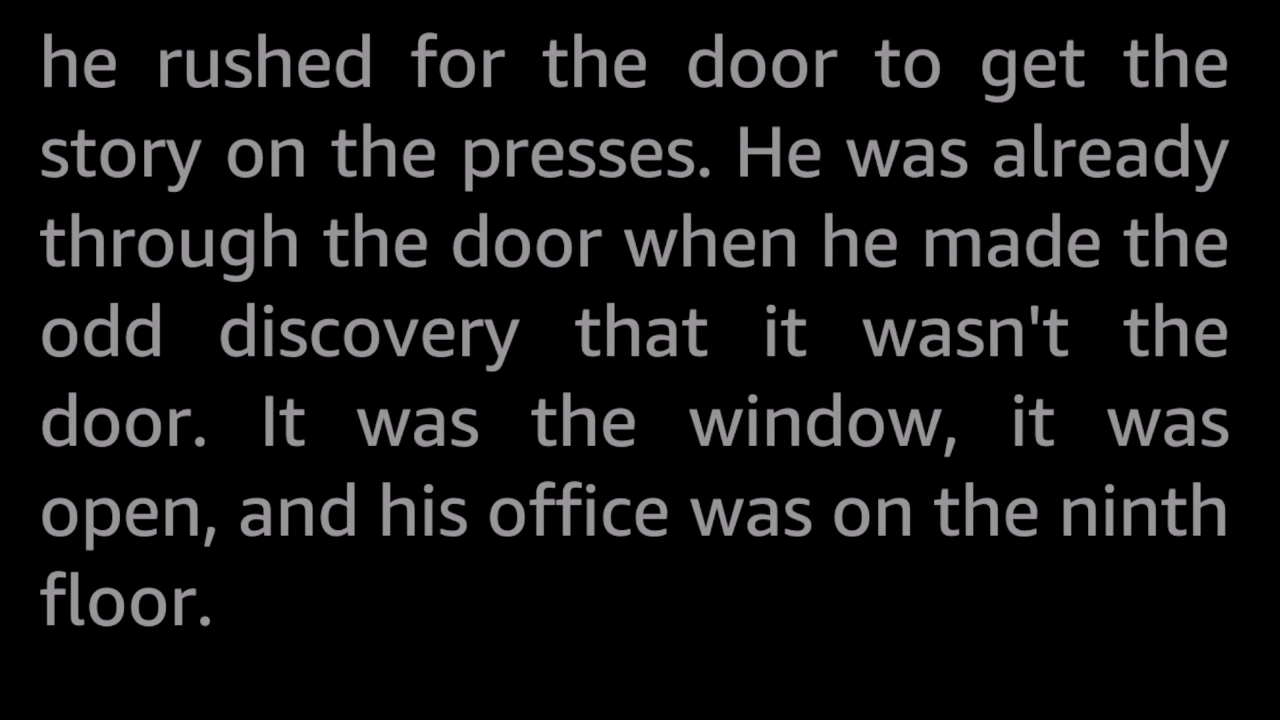 he rushed for the door to get the
story on the presses. He was already
through the door when he made the
odd discovery that it wasn't the
door. It was the window, it was
open, and his office was on the ninth
floor.